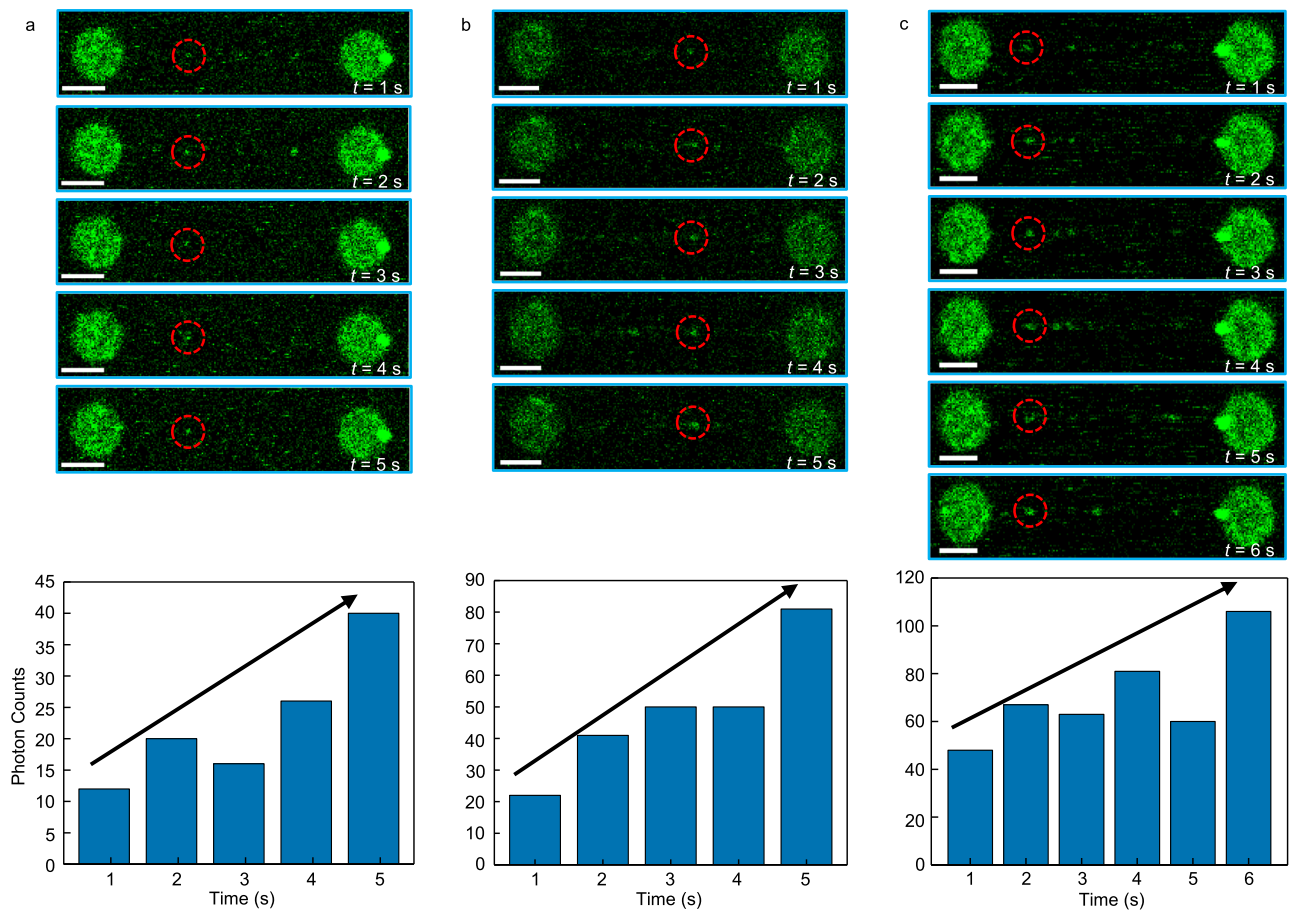 a
t = 1 s
t = 2 s
t = 3 s
t = 4 s
t = 5 s
45
40
35
30
25
20
15
10
5
0
Photon Counts
1 2 3 4 5
Time (s)
b
t = 1 s
t = 2 s
t = 3 s
t = 4 s
t = 5 s
90
80
70
60
50
40
30
20
10
0
1 2 3 4 5
Time (s)
c
t = 1 s
t = 2 s
t = 3 s
t = 4 s
t = 5 s
t = 6 s
120
100
80
60
40
20
0
1 2 3 4 5 6
Time (s)